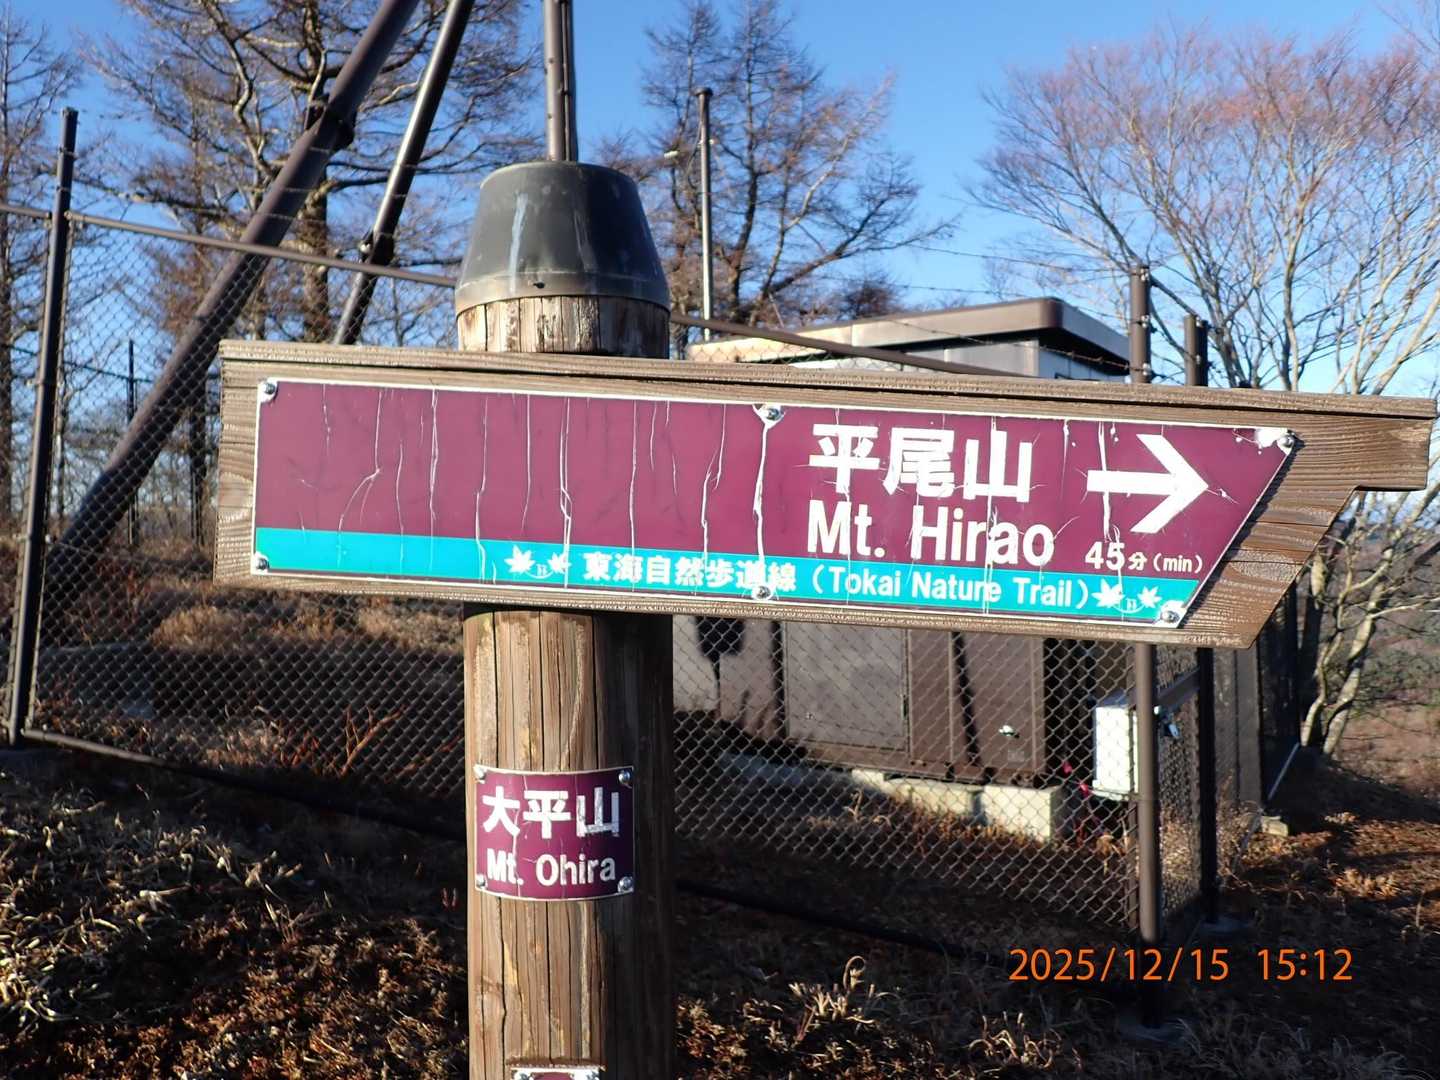 平尾山
Mt. Hirao
45分(min)
東海自然歩道線 (Tokai Nature Trail)
大平山
Mt. Ohira
2025/12/15 15:12